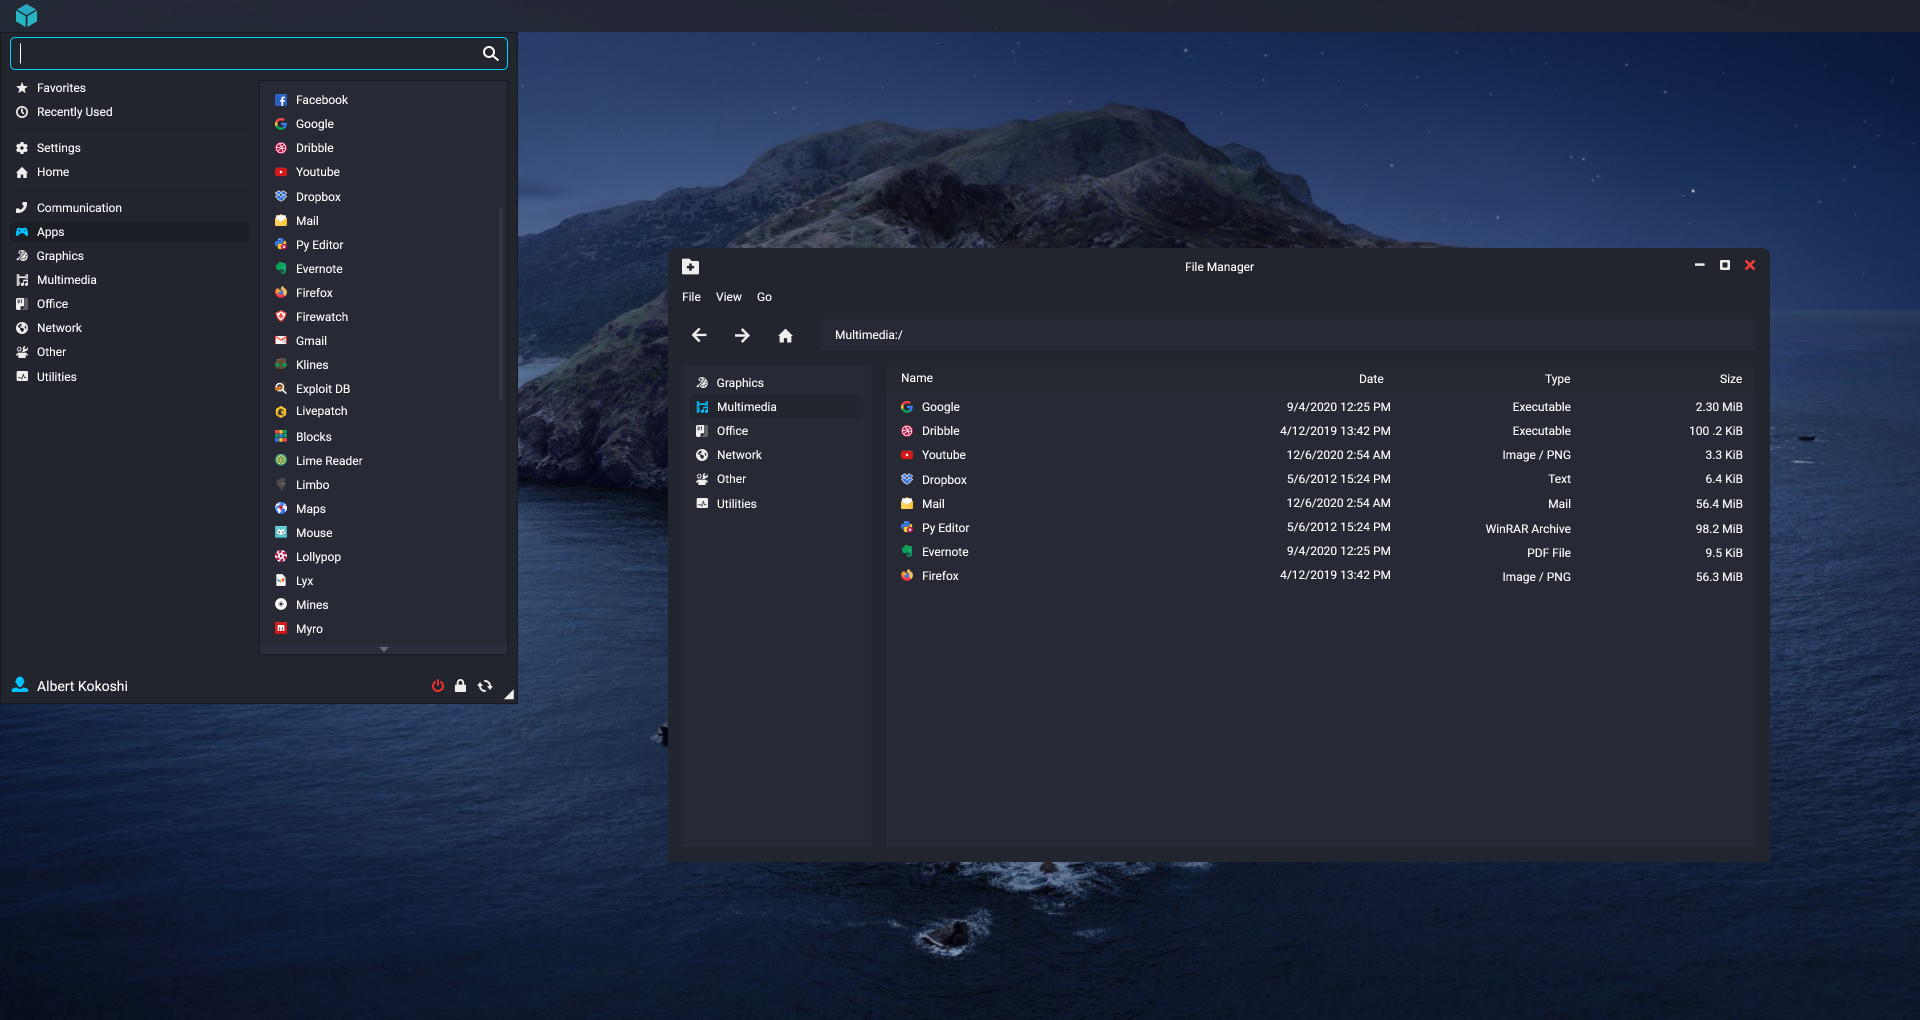 Favorites
Recently Used
Settings
Home
Communication
Apps
Graphics
Multimedia
Office
Network
Other
Utilities
Facebook
Google
Dribble
Youtube
Dropbox
Mail
Py Editor
Evernote
Firefox
Firewatch
Gmail
Klines
Exploit DB
Livepatch
Blocks
Lime Reader
Limbo
Maps
Mouse
Lollypop
Lyx
Mines
Myro
Albert Kokoshi
File Manager
File View Go
Multimedia:/
Graphics
Multimedia
Office
Network
Other
Utilities
Name Date Type Size
Google 9/4/2020 12:25 PM Executable 2.30 MiB
Dribble 4/12/2019 13:42 PM Executable 100 .2 KiB
Youtube 12/6/2020 2:54 AM Image / PNG 3.3 KiB
Dropbox 5/6/2012 15:24 PM Text 6.4 KiB
Mail 12/6/2020 2:54 AM Mail 56.4 MiB
Py Editor 5/6/2012 15:24 PM WinRAR Archive 98.2 MiB
Evernote 9/4/2020 12:25 PM PDF File 9.5 KiB
Firefox 4/12/2019 13:42 PM Image / PNG 56.3 MiB